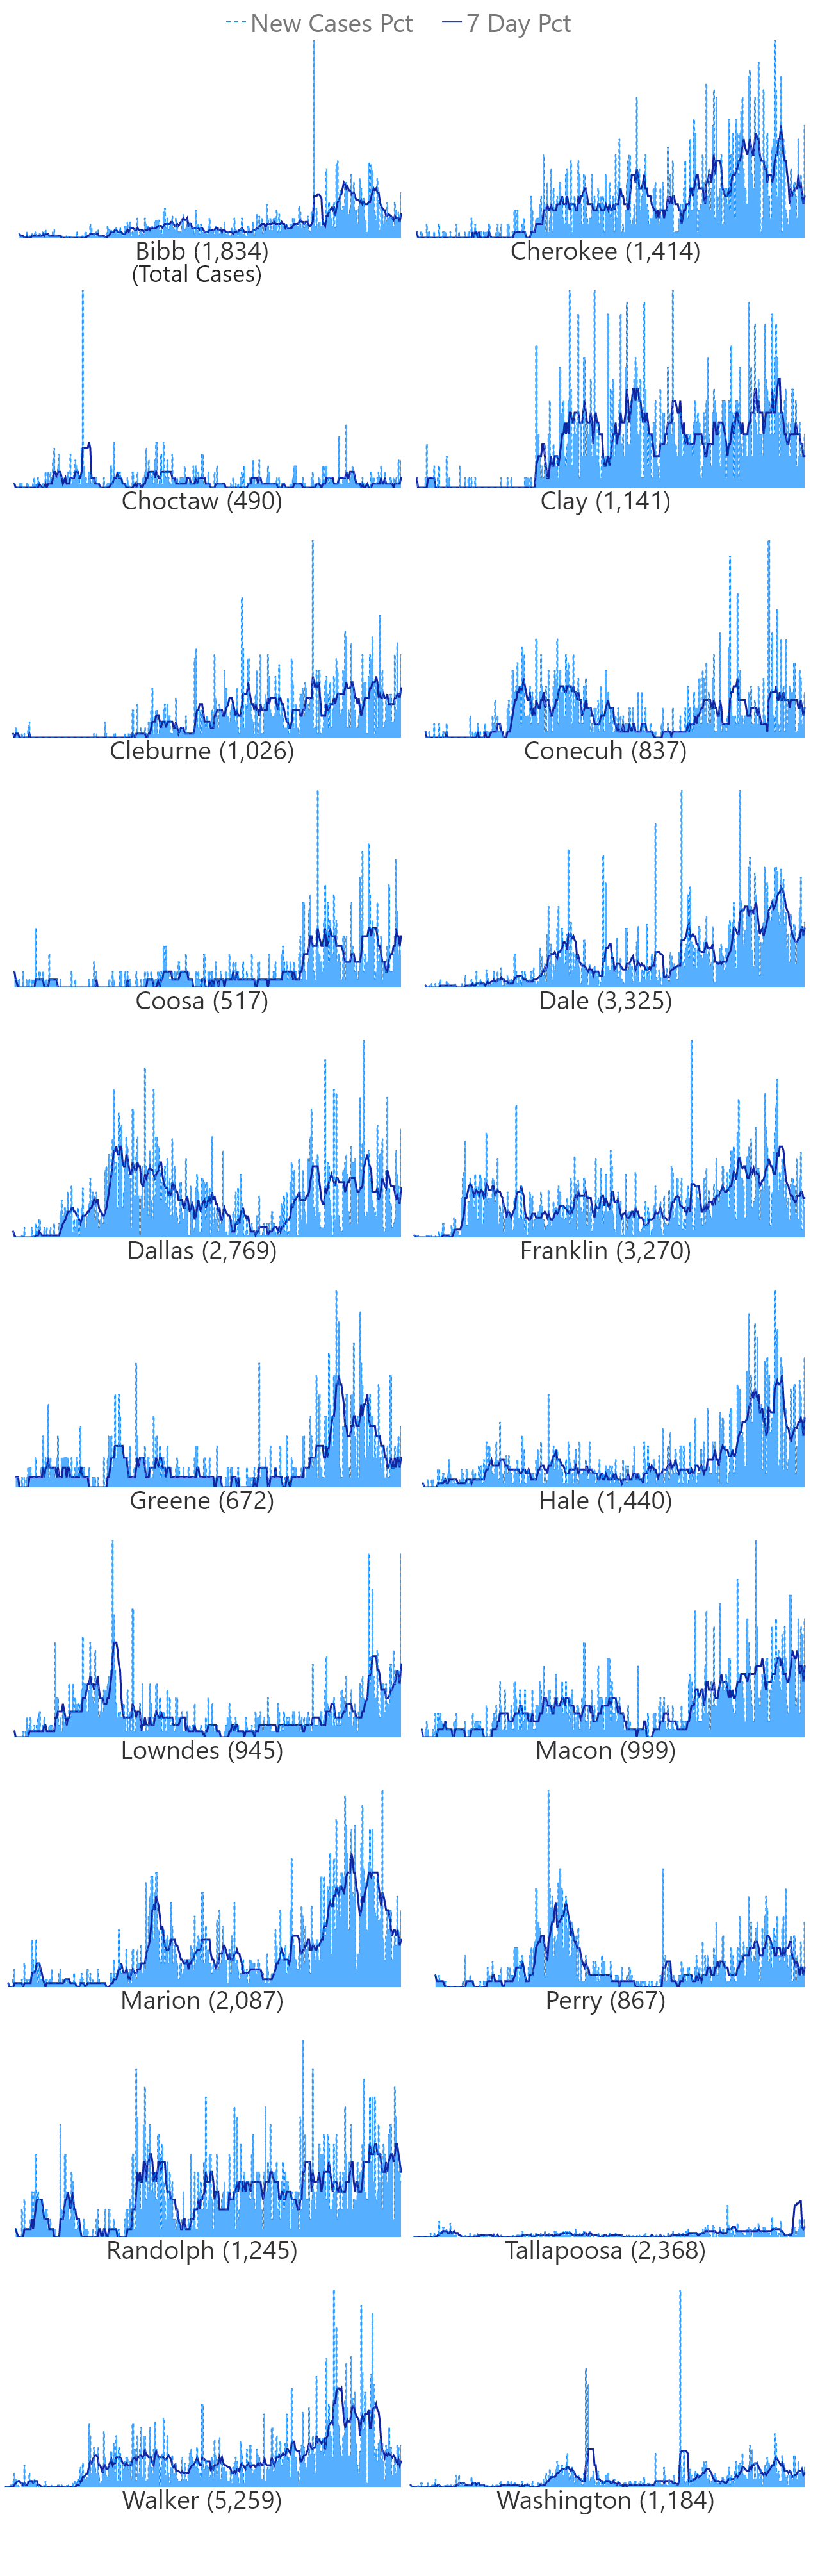 New Cases Pct 7 Day Pct
Bibb (1,834) Cherokee (1,414)
(Total Cases)
Choctaw (490) Clay (1,141)
Cleburne (1,026) Conecuh (837)
Coosa (517) Dale (3,325)
Dallas (2,769) Franklin (3,270)
Greene (672) Hale (1,440)
Lowndes (945) Macon (999)
Marion (2,087) Perry (867)
Randolph (1,245) Tallapoosa (2,368)
Walker (5,259) Washington (1,184)